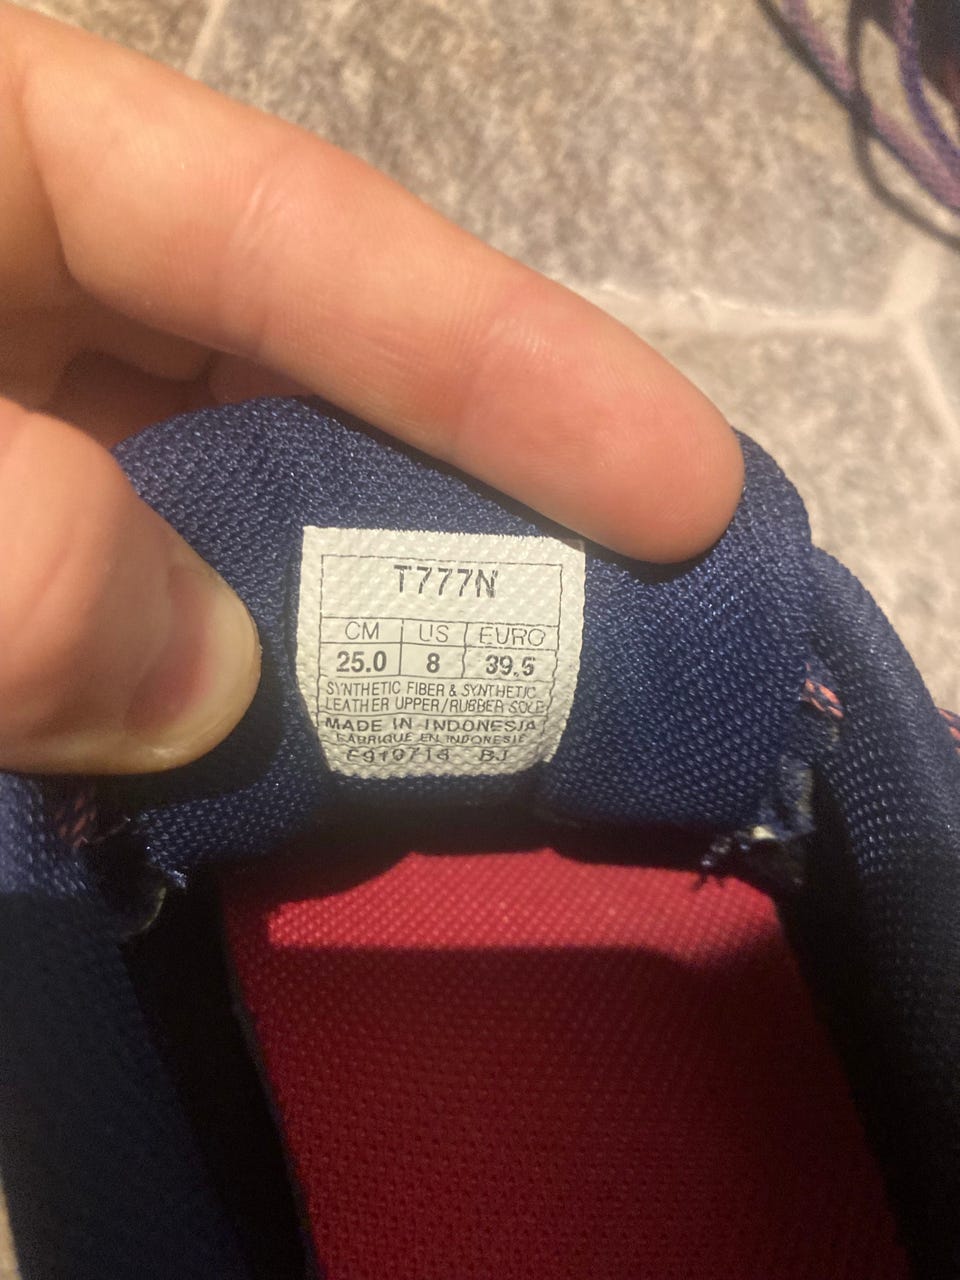 T777N
CM US EURO
25.0 8 39.5
SYNTHETIC FIBER & SYNTHETIC
LEATHER UPPER/RUBBER SOLE
MADE IN INDONESIA
FABRIQUE EN INDONESIE
BJ